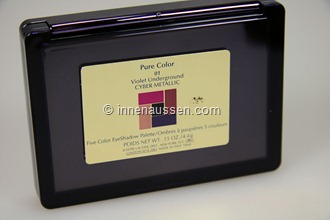 Pure Color
01
Violet Underground
CYBER METALLIC
© innenaussen.com
Five Color EyeShadow Palette/Ombres à paupières 5 couleurs
POIDS NET WT. .15 OZ./4.4g